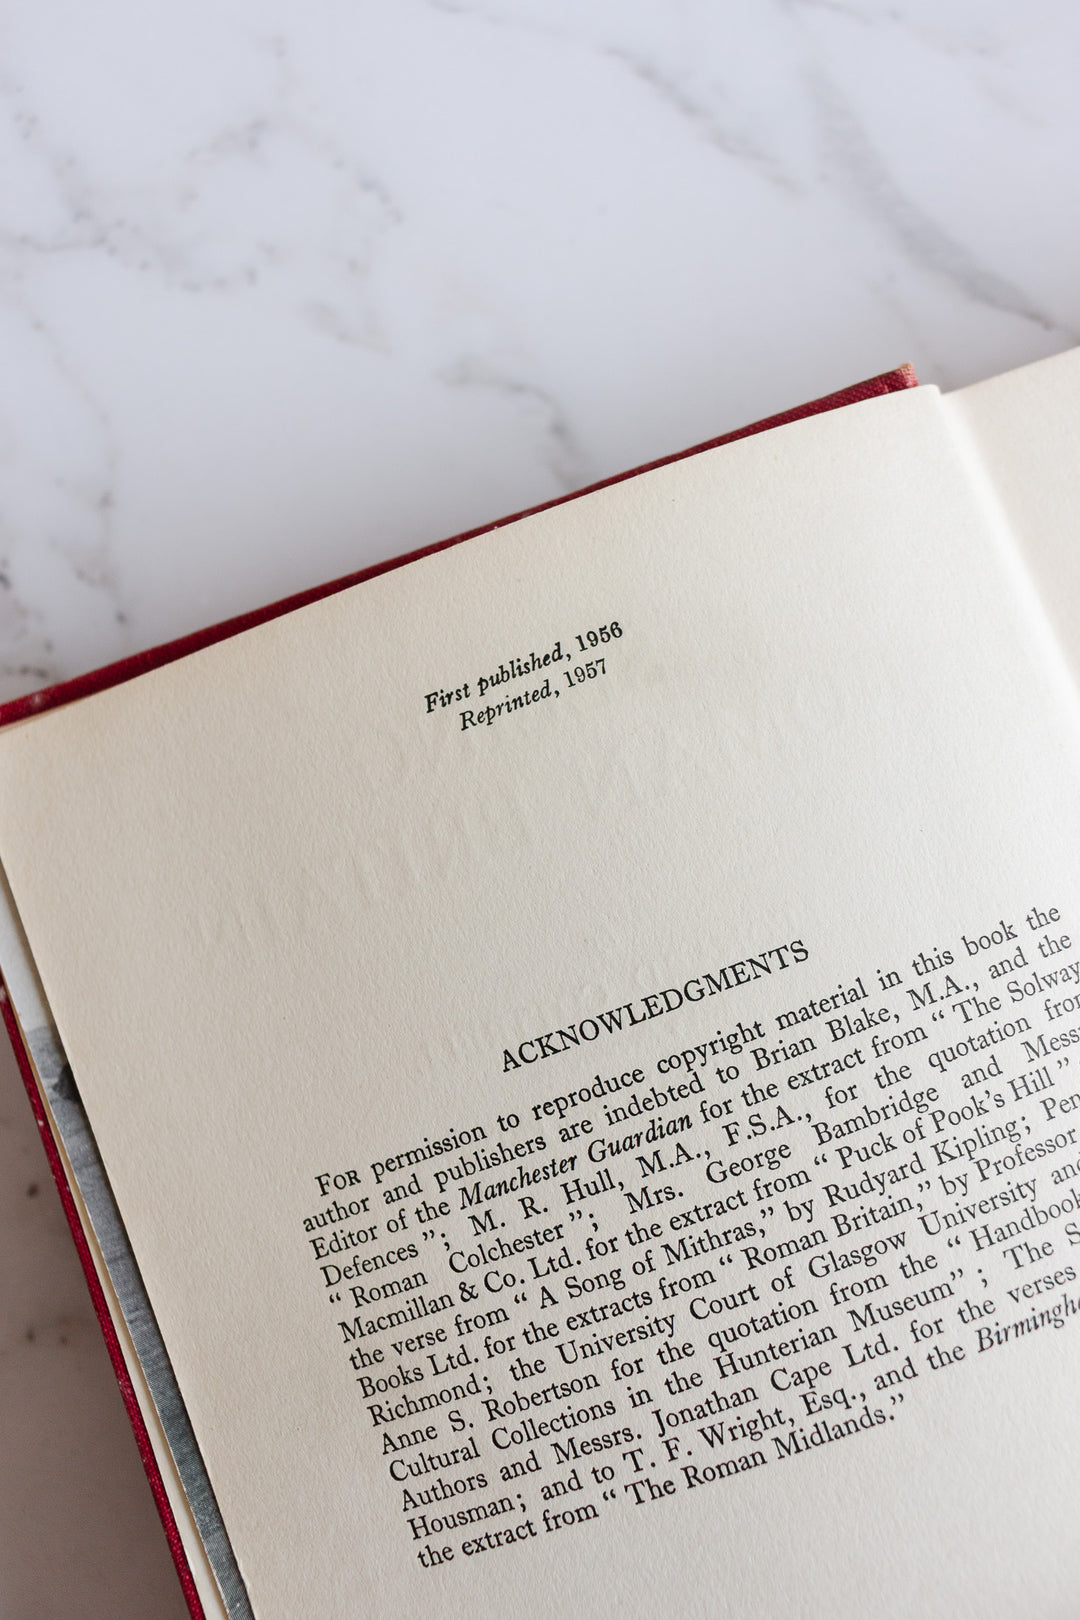 First published, 1956
Reprinted, 1957
ACKNOWLEDGMENTS
FOR permission to reproduce copyright material in this book the
author and publishers are indebted to Brian Blake, M.A., and the
Editor of the Manchester Guardian for the extract from “ The Solway
Defences ”; M. R. Hull, M.A., F.S.A., for the quotation from
“ Roman Colchester ”; Mrs. George Bambridge and Messrs
Macmillan & Co. Ltd. for the extract from “ Puck of Pook’s Hill ”
the verse from “ A Song of Mithras,” by Rudyard Kipling;
Books Ltd. for the extracts from “ Roman Britain,” by Professor
Richmond; the University Court of Glasgow University and
Anne S. Robertson for the quotation from the “ Handbook
Cultural Collections in the Hunterian Museum” ; The
Authors and Messrs. Jonathan Cape Ltd. for the verses
Housman; and to T. F. Wright, Esq., and the
the extract from “ The Roman Midlands.”